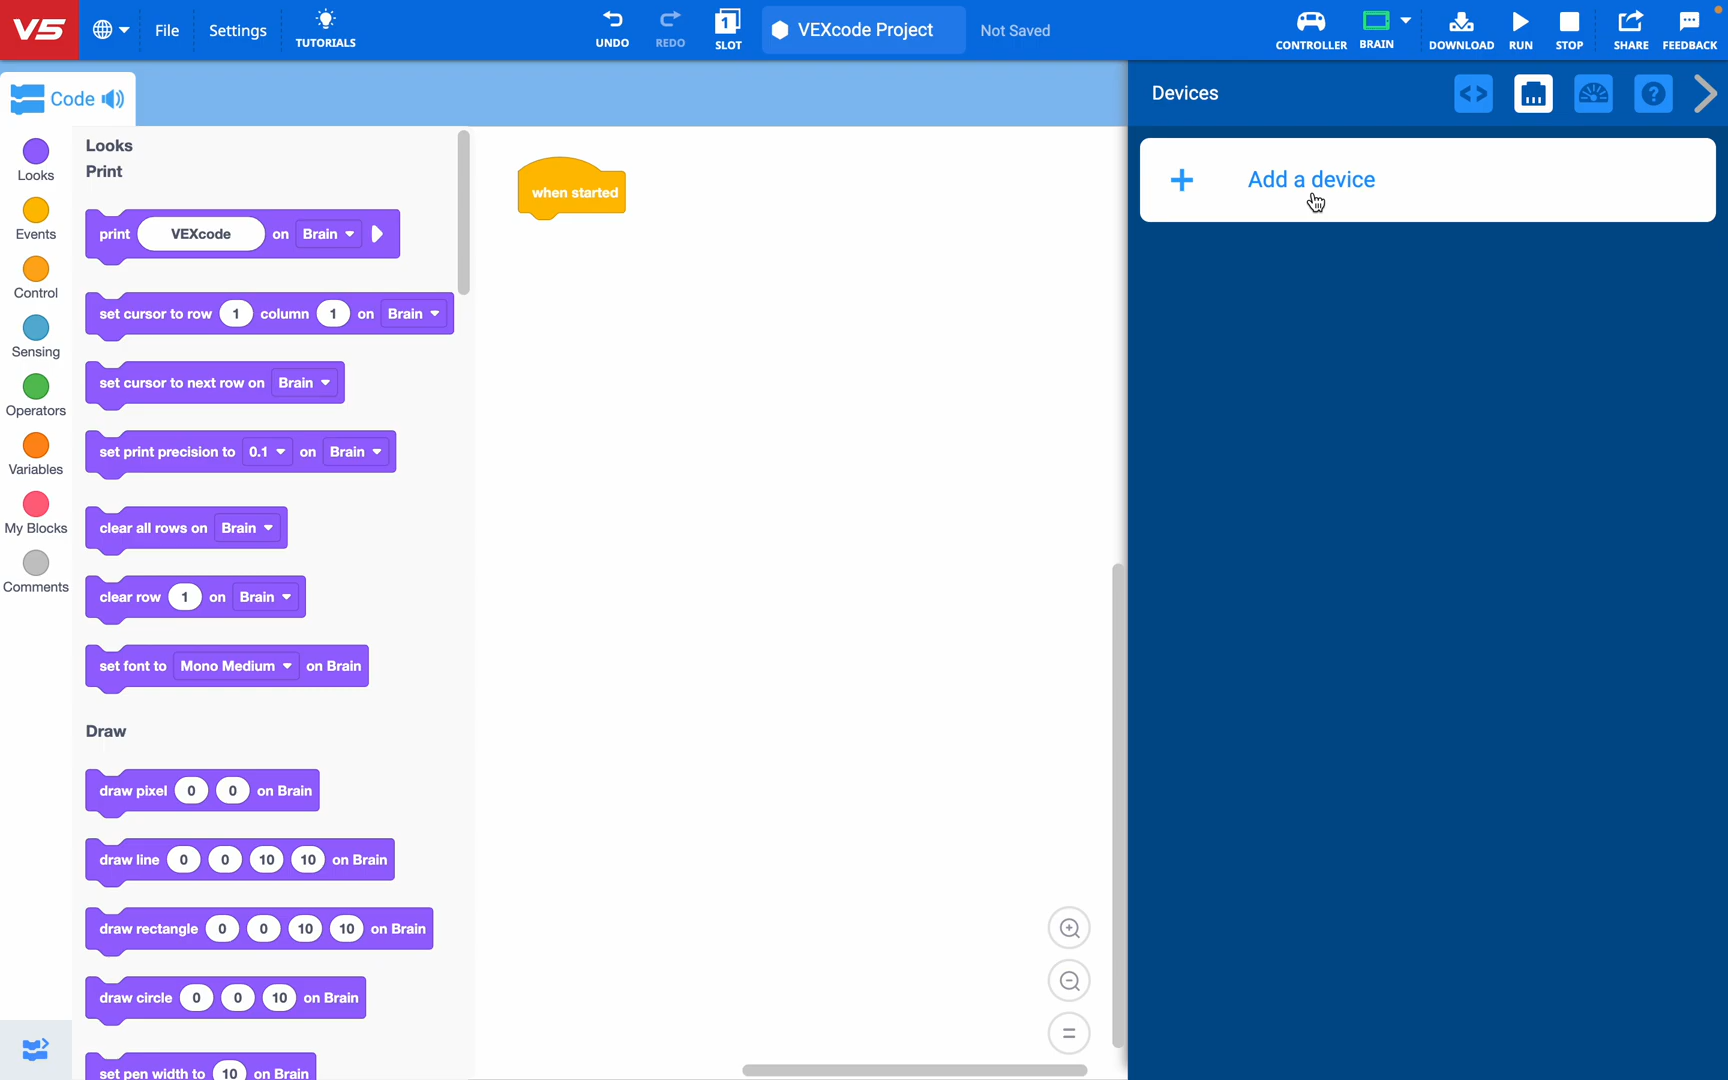 V5
File
Settings
TUTORIALS
UNDO
REDO
1
SLOT
VEXcode Project
Not Saved
CONTROLLER
BRAIN
DOWNLOAD
RUN
STOP
SHARE
FEEDBACK
Code
Devices
?
+ Add a device
Looks
Events
Control
Sensing
Operators
Variables
My Blocks
Comments
Looks
Print
print VEXcode on Brain
set cursor to row 1 column 1 on Brain
set cursor to next row on Brain
set print precision to 0.1 on Brain
clear all rows on Brain
clear row 1 on Brain
set font to Mono Medium on Brain
Draw
draw pixel 0 0 on Brain
draw line 0 0 10 10 on Brain
draw rectangle 0 0 10 10 on Brain
draw circle 0 0 10 on Brain
set pen width to 10 on Brain
when started